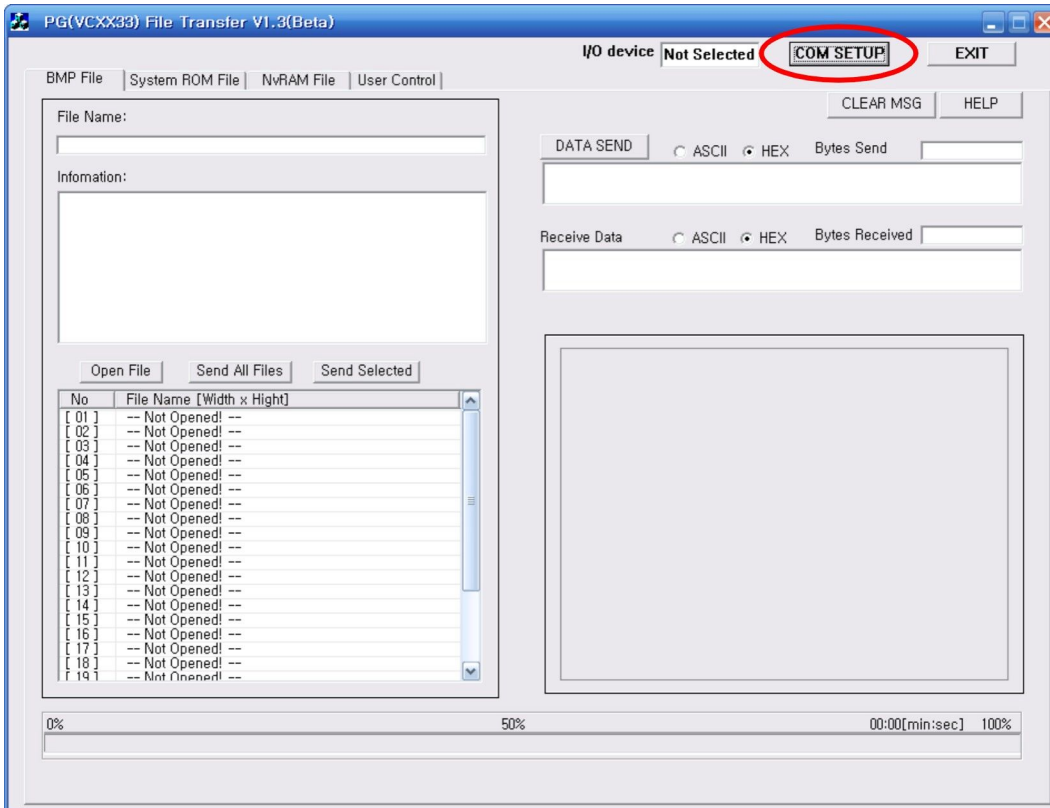 PG(VCXX33) File Transfer V1.3(Beta)
I/O device Not Selected COM SETUP EXIT
BMP File System ROM File NvRAM File User Control
CLEAR MSG HELP
File Name:
DATA SEND ASCII HEX Bytes Send
Infomation:
Receive Data ASCII HEX Bytes Received
Open File Send All Files Send Selected
No File Name [Width x Hight]
[ 01 ] -- Not Opened! --
[ 02 ] -- Not Opened! --
[ 03 ] -- Not Opened! --
[ 04 ] -- Not Opened! --
[ 05 ] -- Not Opened! --
[ 06 ] -- Not Opened! --
[ 07 ] -- Not Opened! --
[ 08 ] -- Not Opened! --
[ 09 ] -- Not Opened! --
[ 10 ] -- Not Opened! --
[ 11 ] -- Not Opened! --
[ 12 ] -- Not Opened! --
[ 13 ] -- Not Opened! --
[ 14 ] -- Not Opened! --
[ 15 ] -- Not Opened! --
[ 16 ] -- Not Opened! --
[ 17 ] -- Not Opened! --
[ 18 ] -- Not Opened! --
[ 19 ] -- Not Opened! --
0% 50% 00:00[min:sec] 100%